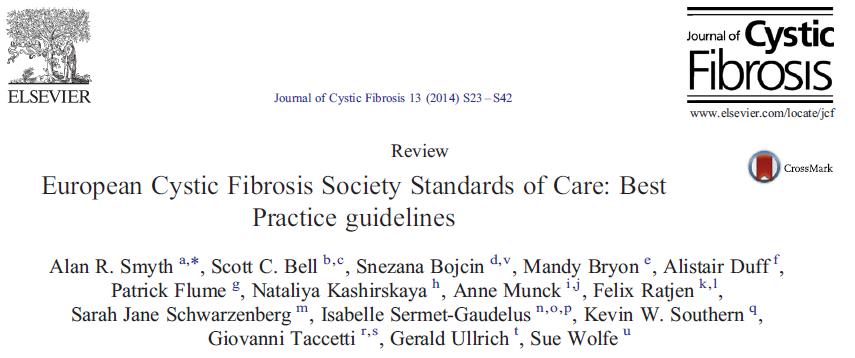 ELSEVIER
Journal of Cystic Fibrosis 13 (2014) S23–S42
Journal of Cystic
Fibrosis
www.elsevier.com/locate/jcf
Review
CrossMark
European Cystic Fibrosis Society Standards of Care: Best
Practice guidelines
Alan R. Smyth a,*, Scott C. Bell b,c, Snezana Bojcin d,v, Mandy Bryon e, Alistair Duff f,
Patrick Flume g, Nataliya Kashirskaya h, Anne Munck i,j, Felix Ratjen k,l,
Sarah Jane Schwarzenberg m, Isabelle Sermet-Gaudelus n,o,p, Kevin W. Southern q,
Giovanni Taccetti r,s, Gerald Ullrich t, Sue Wolfe u